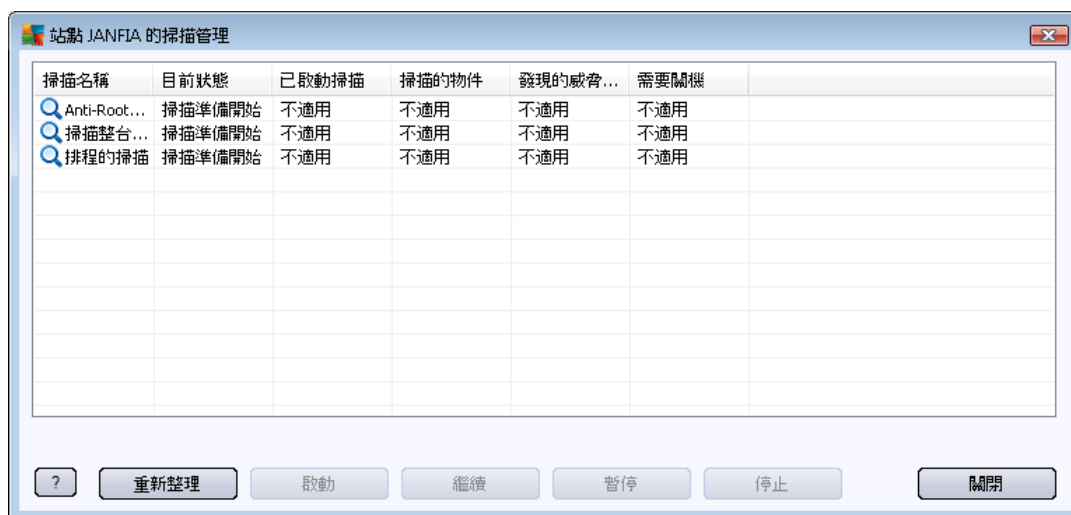 站點 JANFIA 的掃描管理
掃描名稱 目前狀態 已啟動掃描 掃描的物件 發現的威脅... 需要關機
Anti-Root... 掃描準備開始 不適用 不適用 不適用 不適用
掃描整台... 掃描準備開始 不適用 不適用 不適用 不適用
排程的掃描 掃描準備開始 不適用 不適用 不適用 不適用
? 重新整理 啟動 繼續 暫停 停止 關閉